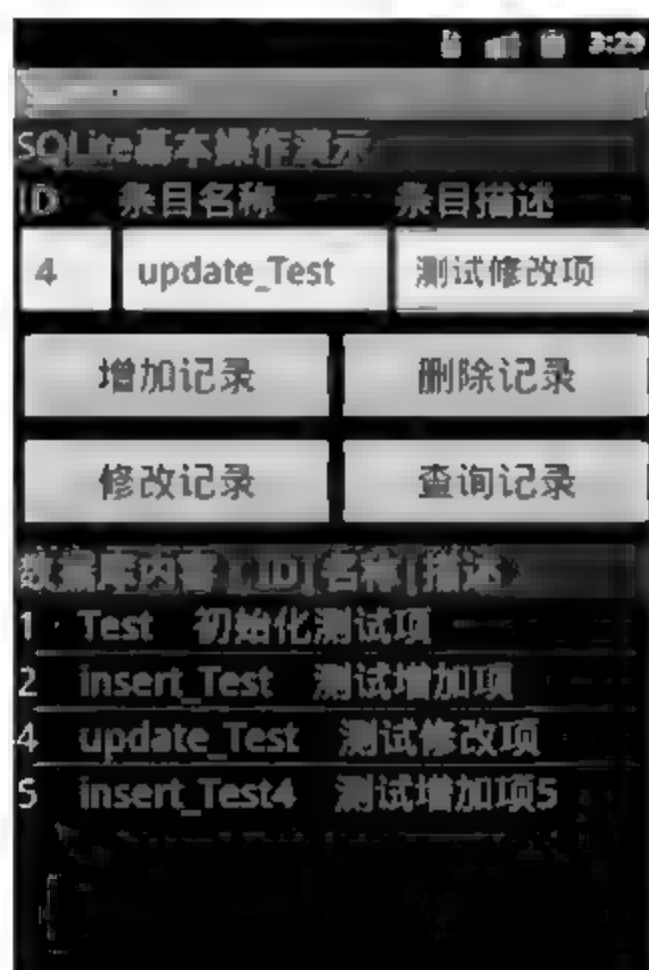 3:29
SQLite基本操作演示
ID 条目名称 条目描述
4 update_Test 测试修改项
增加记录 删除记录
修改记录 查询记录
数据库内容【ID|名称|描述】
1 Test 初始化测试项
2 insert_Test 测试增加项
4 update_Test 测试修改项
5 insert_Test4 测试增加项5